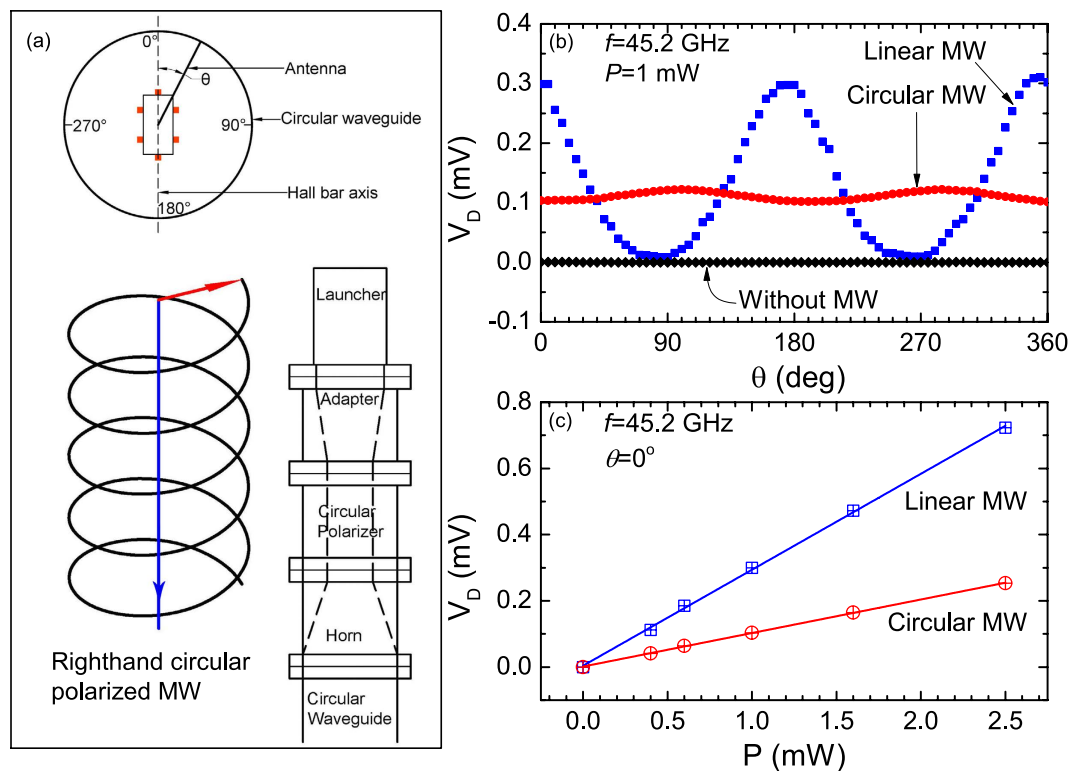 (a)
0°
θ
Antenna
270°
90°
Circular waveguide
Hall bar axis
180°
Launcher
Adapter
Circular
Polarizer
Horn
Circular
Waveguide
Righthand circular
polarized MW
(b)
f=45.2 GHz
P=1 mW
Linear MW
Circular MW
Without MW
V_D (mV)
0.4
0.3
0.2
0.1
0.0
-0.1
0 90 180 270 360
θ (deg)
(c)
f=45.2 GHz
θ=0°
Linear MW
Circular MW
V_D (mV)
0.8
0.6
0.4
0.2
0.0
0.0 0.5 1.0 1.5 2.0 2.5
P (mW)